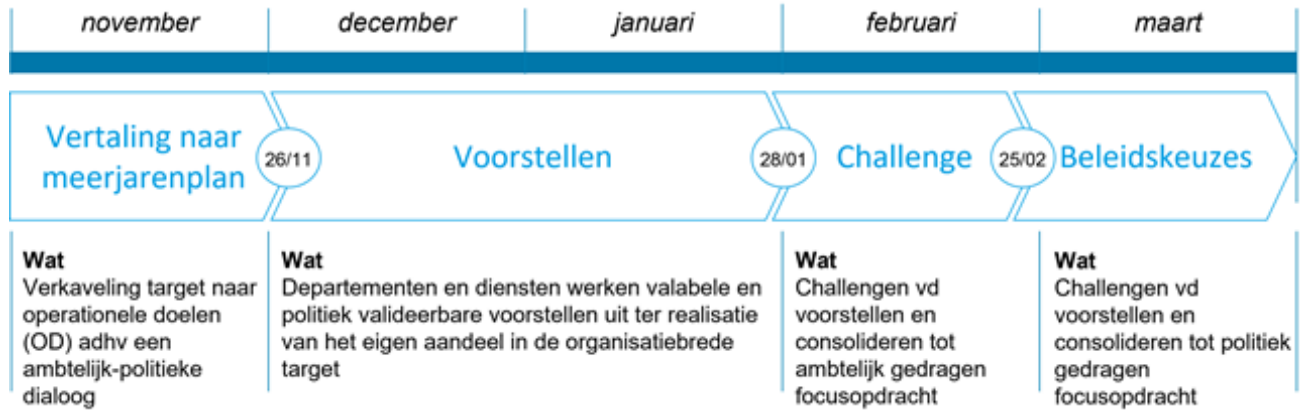 november
december
januari
februari
maart
Vertaling naar
meerjarenplan
26/11
Voorstellen
28/01
Challenge
25/02
Beleidskeuzes
Wat
Verkaveling target naar
operationele doelen
(OD) adhv een
ambtelijk-politieke
dialoog
Wat
Departementen en diensten werken valabele en
politiek valideerbare voorstellen uit ter realisatie
van het eigen aandeel in de organisatiebrede
target
Wat
Challengen vd
voorstellen en
consolideren tot
ambtelijk gedragen
focusopdracht
Wat
Challengen vd
voorstellen en
consolideren tot politiek
gedragen
focusopdracht